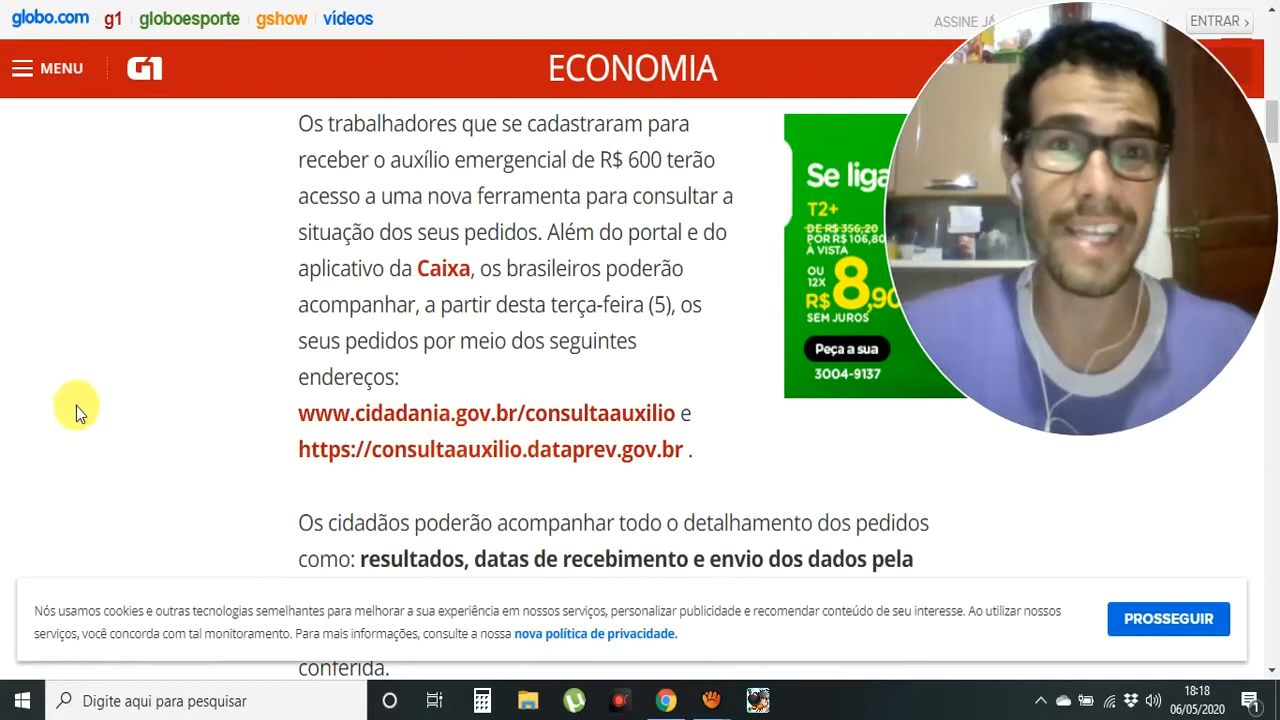 globo.com g1 globoesporte gshow vídeos ASSINE JÁ ENTRAR ›
MENU G1 ECONOMIA
Os trabalhadores que se cadastraram para
receber o auxílio emergencial de R$ 600 terão
acesso a uma nova ferramenta para consultar a
situação dos seus pedidos. Além do portal e do
aplicativo da Caixa, os brasileiros poderão
acompanhar, a partir desta terça-feira (5), os
seus pedidos por meio dos seguintes
endereços:
www.cidadania.gov.br/consultaauxilio e
https://consultaauxilio.dataprev.gov.br .
Se liga
T2+
DE R$ 356,20
POR R$ 106,80
À VISTA
OU
12X
R$ 8,90
SEM JUROS
Peça a sua
3004-9137
Os cidadãos poderão acompanhar todo o detalhamento dos pedidos
como: resultados, datas de recebimento e envio dos dados pela
Nós usamos cookies e outras tecnologias semelhantes para melhorar a sua experiência em nossos serviços, personalizar publicidade e recomendar conteúdo de seu interesse. Ao utilizar nossos
serviços, você concorda com tal monitoramento. Para mais informações, consulte a nossa nova política de privacidade.
PROSSEGUIR
conferida.
Digite aqui para pesquisar
18:18
06/05/2020
1